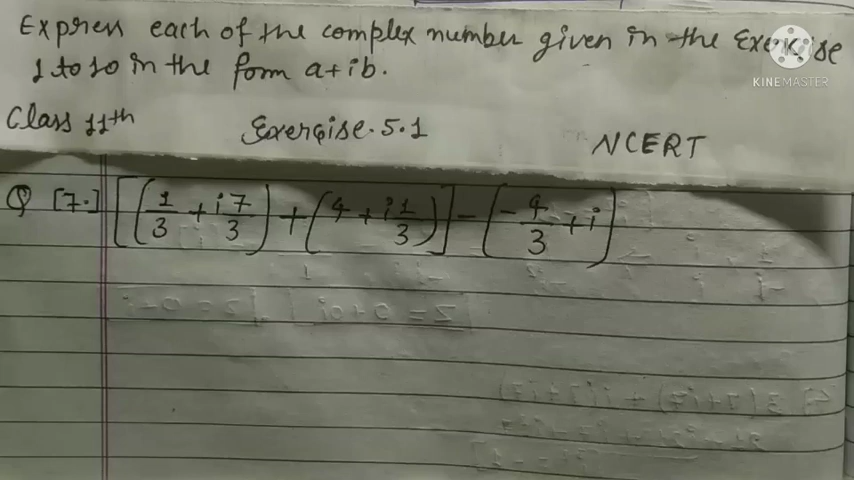 Express each of the complex number given in the Exercise
1 to 10 in the form a+ib.
KINEMASTER
Class 11th Exercise.5.1 NCERT
Q [7.] [(1/3 + i7/3) + (4 + i1/3)] - (-4/3 + i)